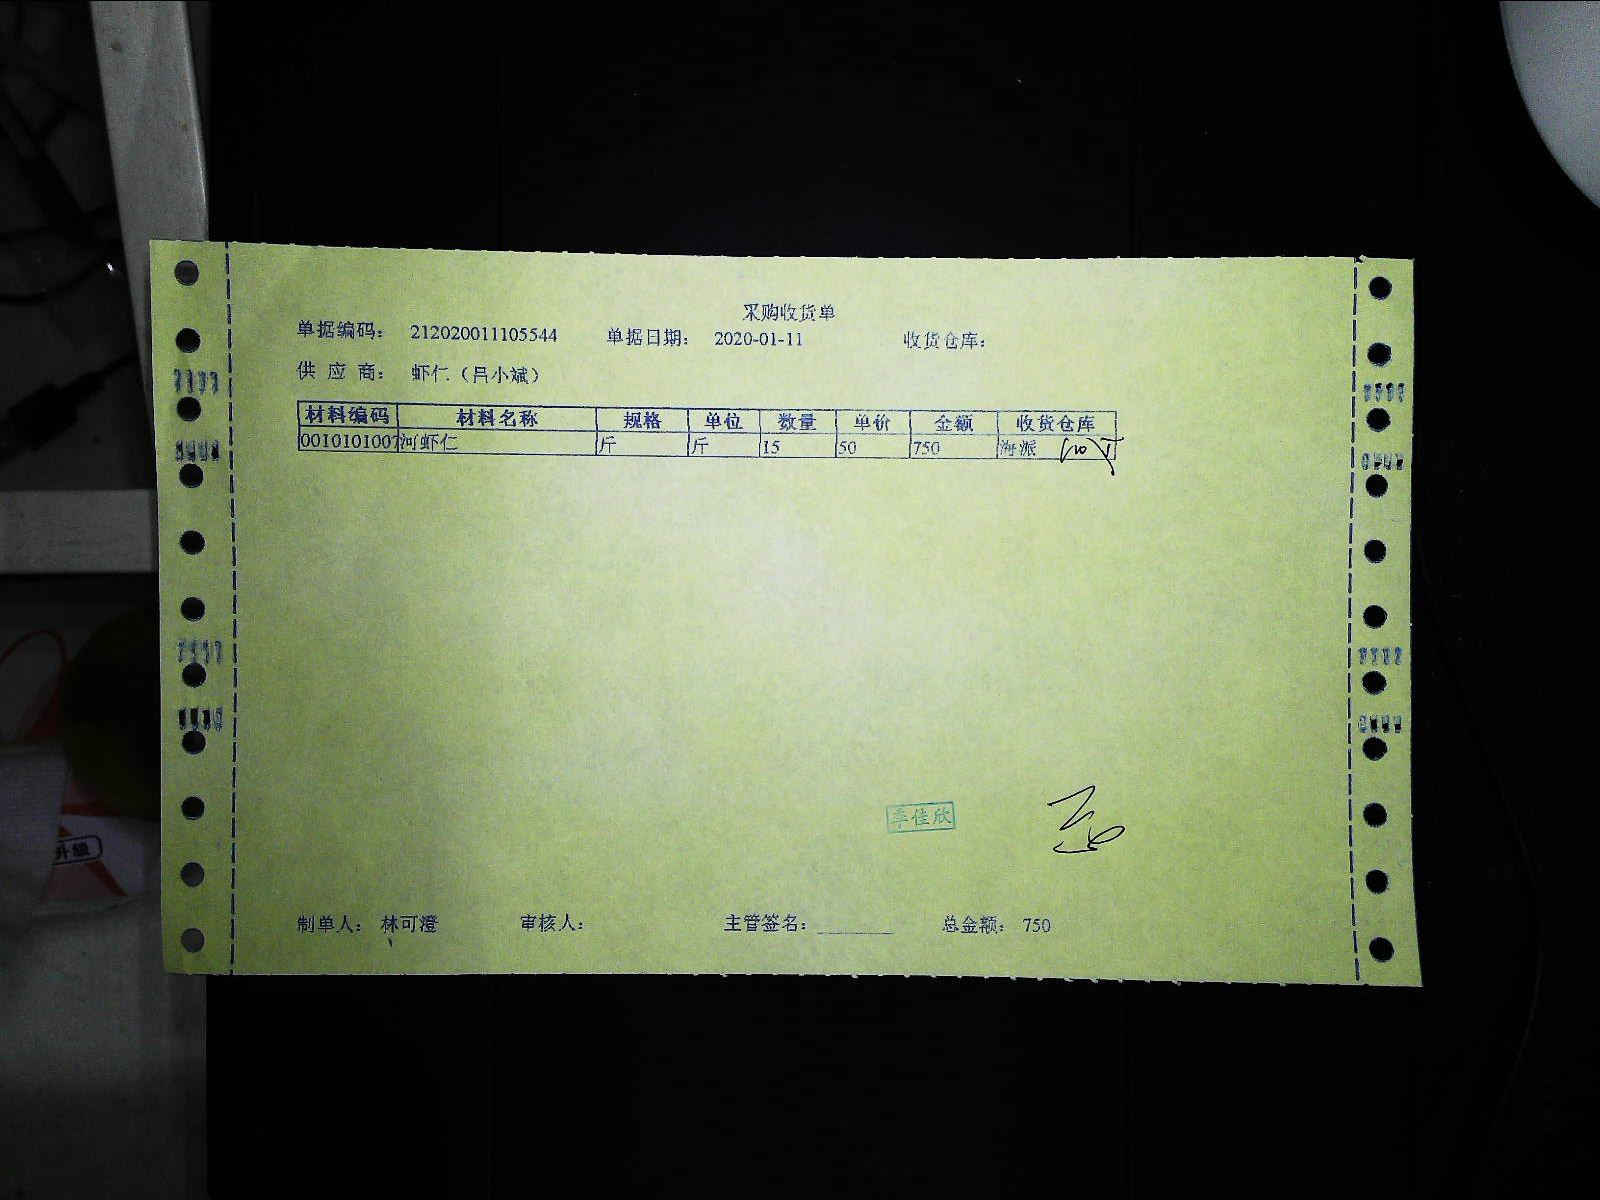 采购收货单
单据编码： 212020011105544 单据日期： 2020-01-11 收货仓库：
供 应 商： 虾仁（吕小斌）
材料编码 材料名称 规格 单位 数量 单价 金额 收货仓库
0010101007 河虾仁 斤 斤 15 50 750 海派
季佳欣
制单人： 林可澄 审核人： 主管签名：________ 总金额： 750
升級